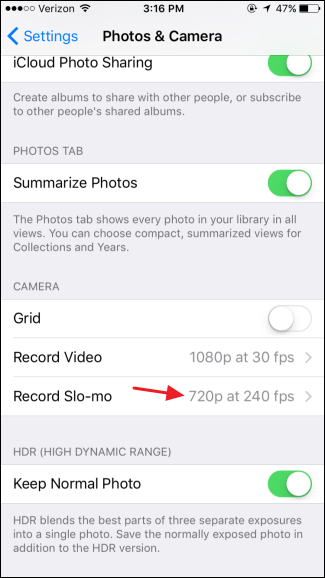 Verizon 3:16 PM 47%
Settings Photos & Camera
iCloud Photo Sharing
Create albums to share with other people, or subscribe
to other people's shared albums.
PHOTOS TAB
Summarize Photos
The Photos tab shows every photo in your library in all
views. You can choose compact, summarized views for
Collections and Years.
CAMERA
Grid
Record Video 1080p at 30 fps
Record Slo-mo 720p at 240 fps
HDR (HIGH DYNAMIC RANGE)
Keep Normal Photo
HDR blends the best parts of three separate exposures
into a single photo. Save the normally exposed photo in
addition to the HDR version.